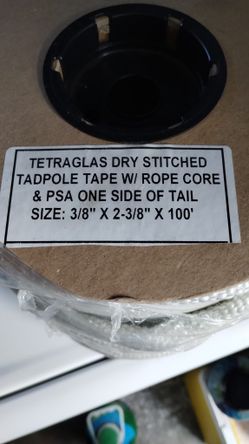 TETRAGLAS DRY STITCHED
TADPOLE TAPE W/ ROPE CORE
& PSA ONE SIDE OF TAIL
SIZE: 3/8" X 2-3/8" X 100'